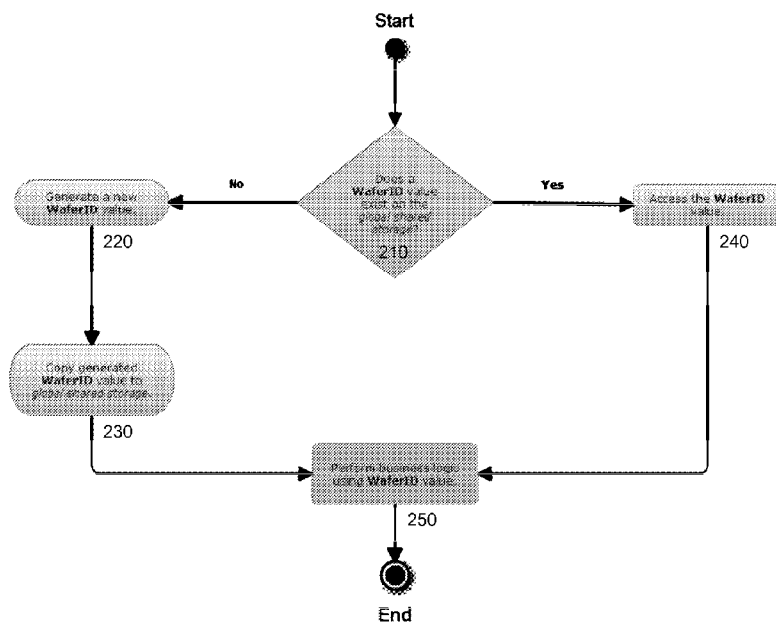 Start
Does a
WaferID value
exist on the
global shared
storage?
210
No
Yes
Generate a new
WaferID value.
220
Access the WaferID
value.
240
Copy generated
WaferID value to
global shared storage.
230
Perform business logic
using WaferID value.
250
End